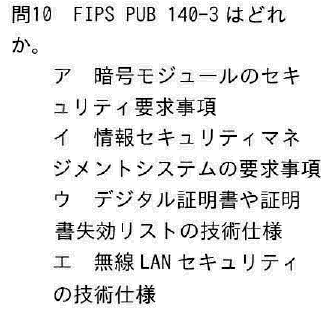 問10 FIPS PUB 140-3 はどれ
か。
ア 暗号モジュールのセキ
ュリティ要求事項
イ 情報セキュリティマネ
ジメントシステムの要求事項
ウ デジタル証明書や証明
書失効リストの技術仕様
エ 無線 LAN セキュリティ
の技術仕様